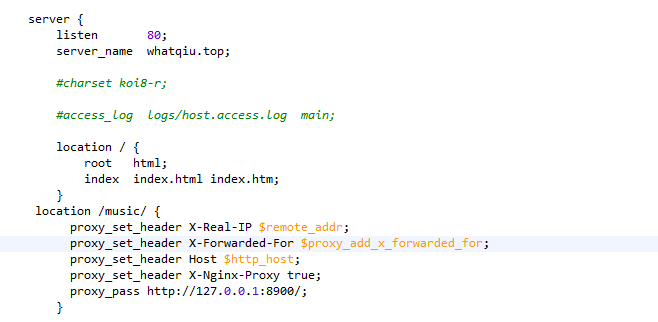 server {
listen 80;
server_name whatqiu.top;
#charset koi8-r;
#access_log logs/host.access.log main;
location / {
root html;
index index.html index.htm;
}
location /music/ {
proxy_set_header X-Real-IP $remote_addr;
proxy_set_header X-Forwarded-For $proxy_add_x_forwarded_for;
proxy_set_header Host $http_host;
proxy_set_header X-Nginx-Proxy true;
proxy_pass http://127.0.0.1:8900/;
}